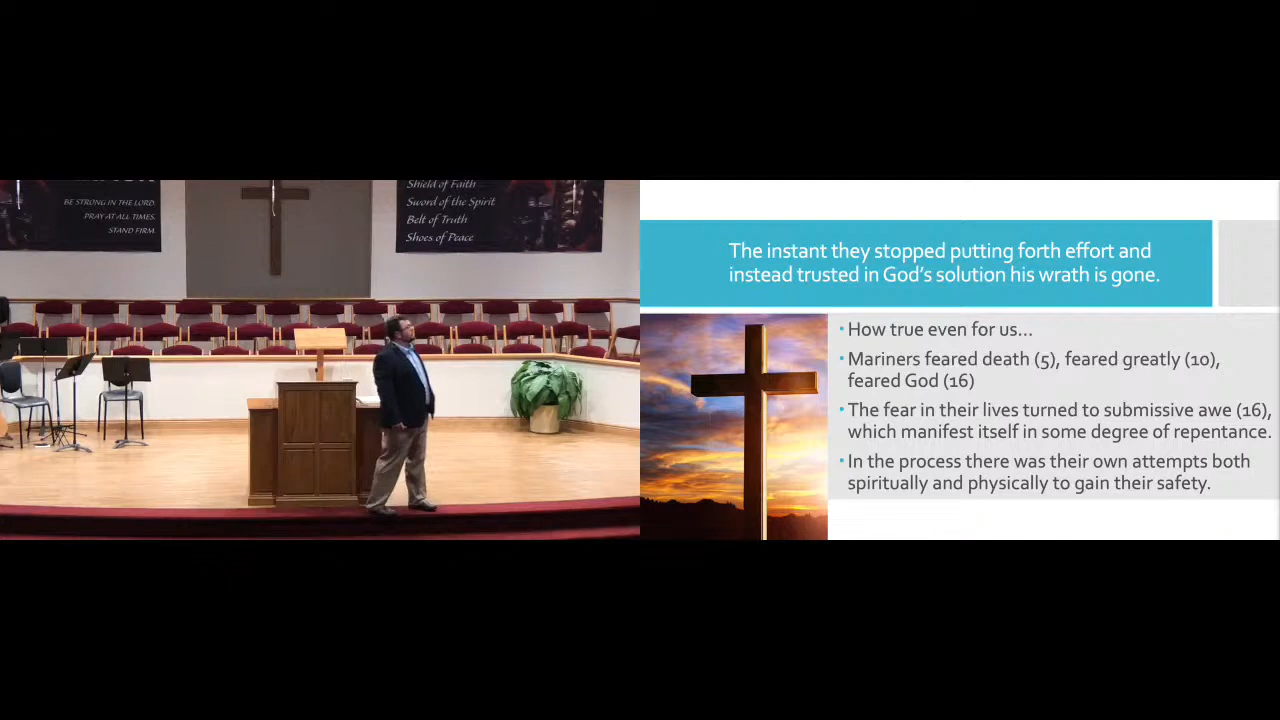 BE STRONG IN THE LORD.
PRAY AT ALL TIMES.
STAND FIRM.
Shield of Faith
Sword of the Spirit
Belt of Truth
Shoes of Peace
The instant they stopped putting forth effort and
instead trusted in God's solution his wrath is gone.
• How true even for us...
• Mariners feared death (5), feared greatly (10),
feared God (16)
• The fear in their lives turned to submissive awe (16),
which manifest itself in some degree of repentance.
• In the process there was their own attempts both
spiritually and physically to gain their safety.